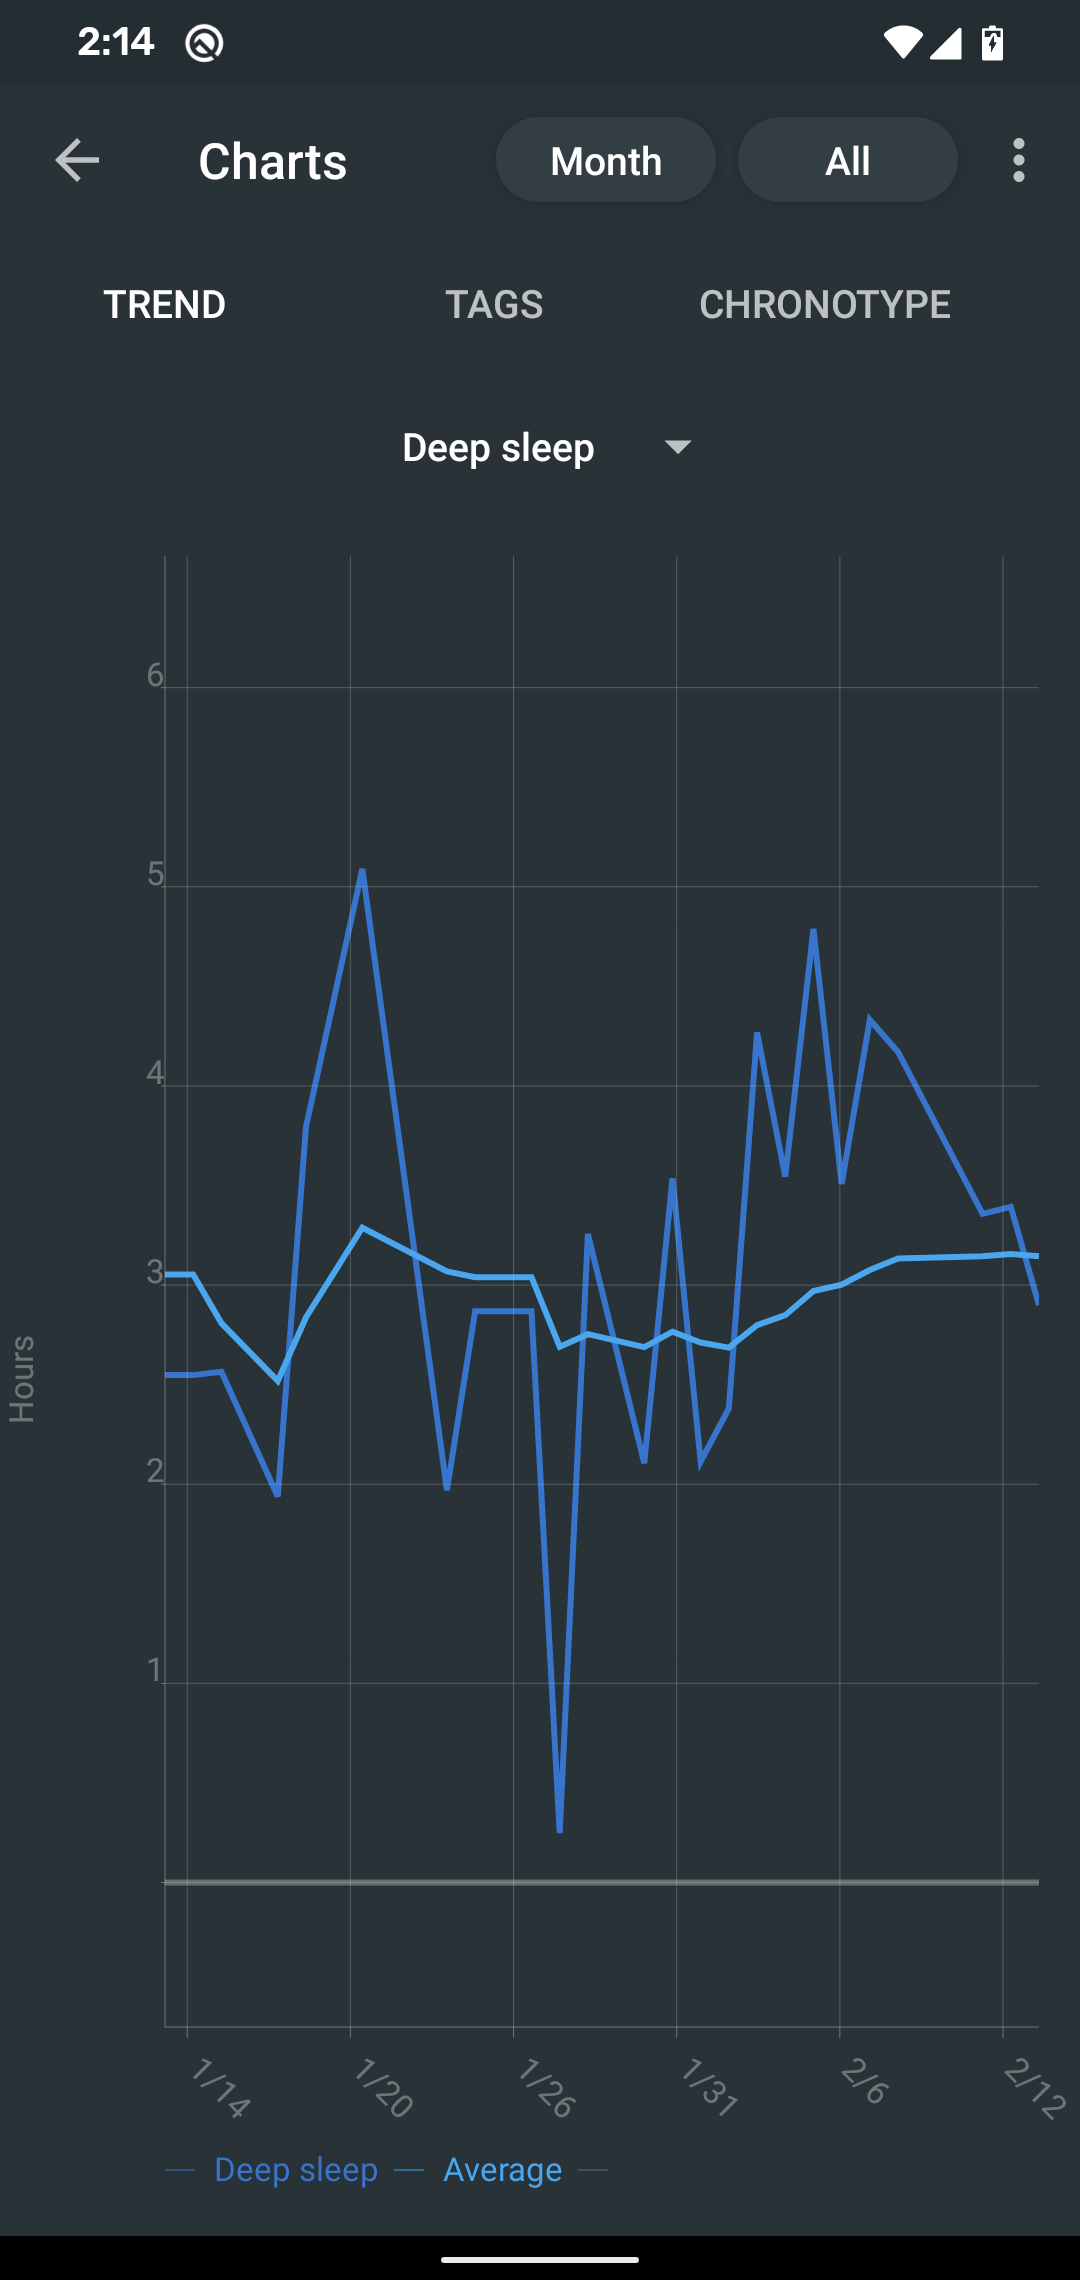 2:14
Charts Month All
TREND TAGS CHRONOTYPE
Deep sleep
6
5
4
3
2
1
Hours
1/14 1/20 1/26 1/31 2/6 2/12
Deep sleep Average